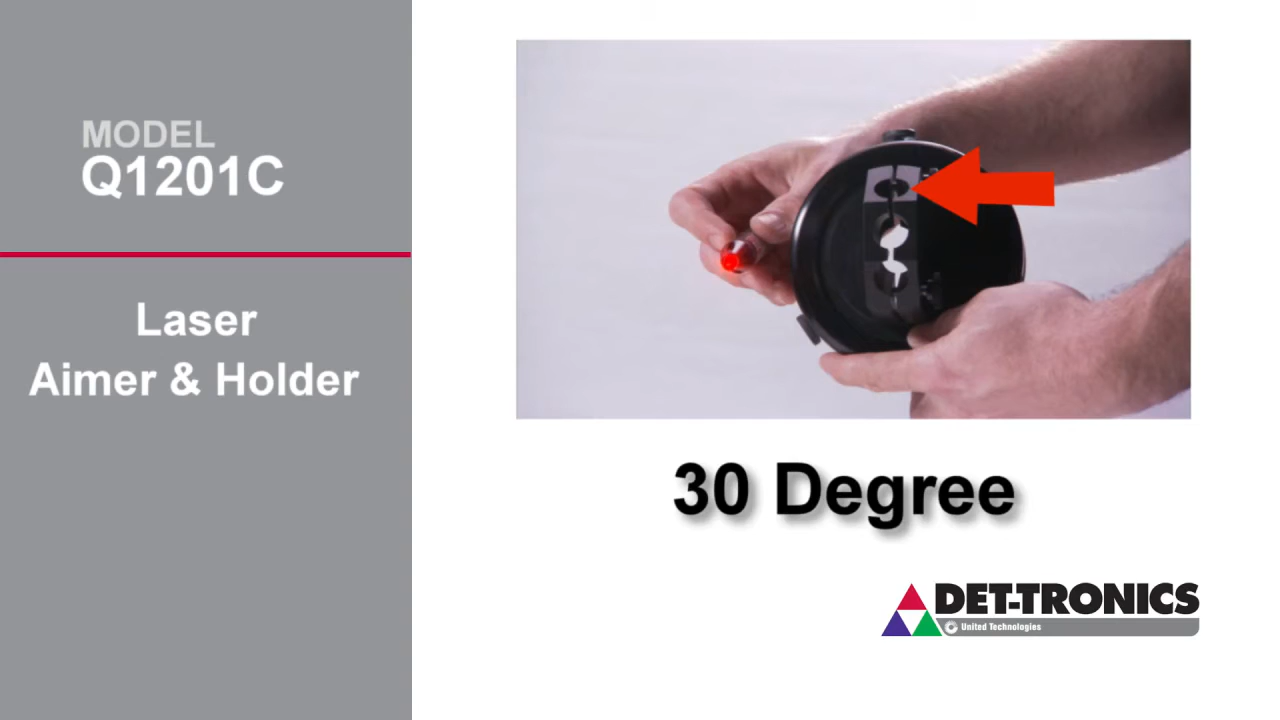 MODEL
Q1201C
Laser
Aimer & Holder
30 Degree
DET-TRONICS
United Technologies